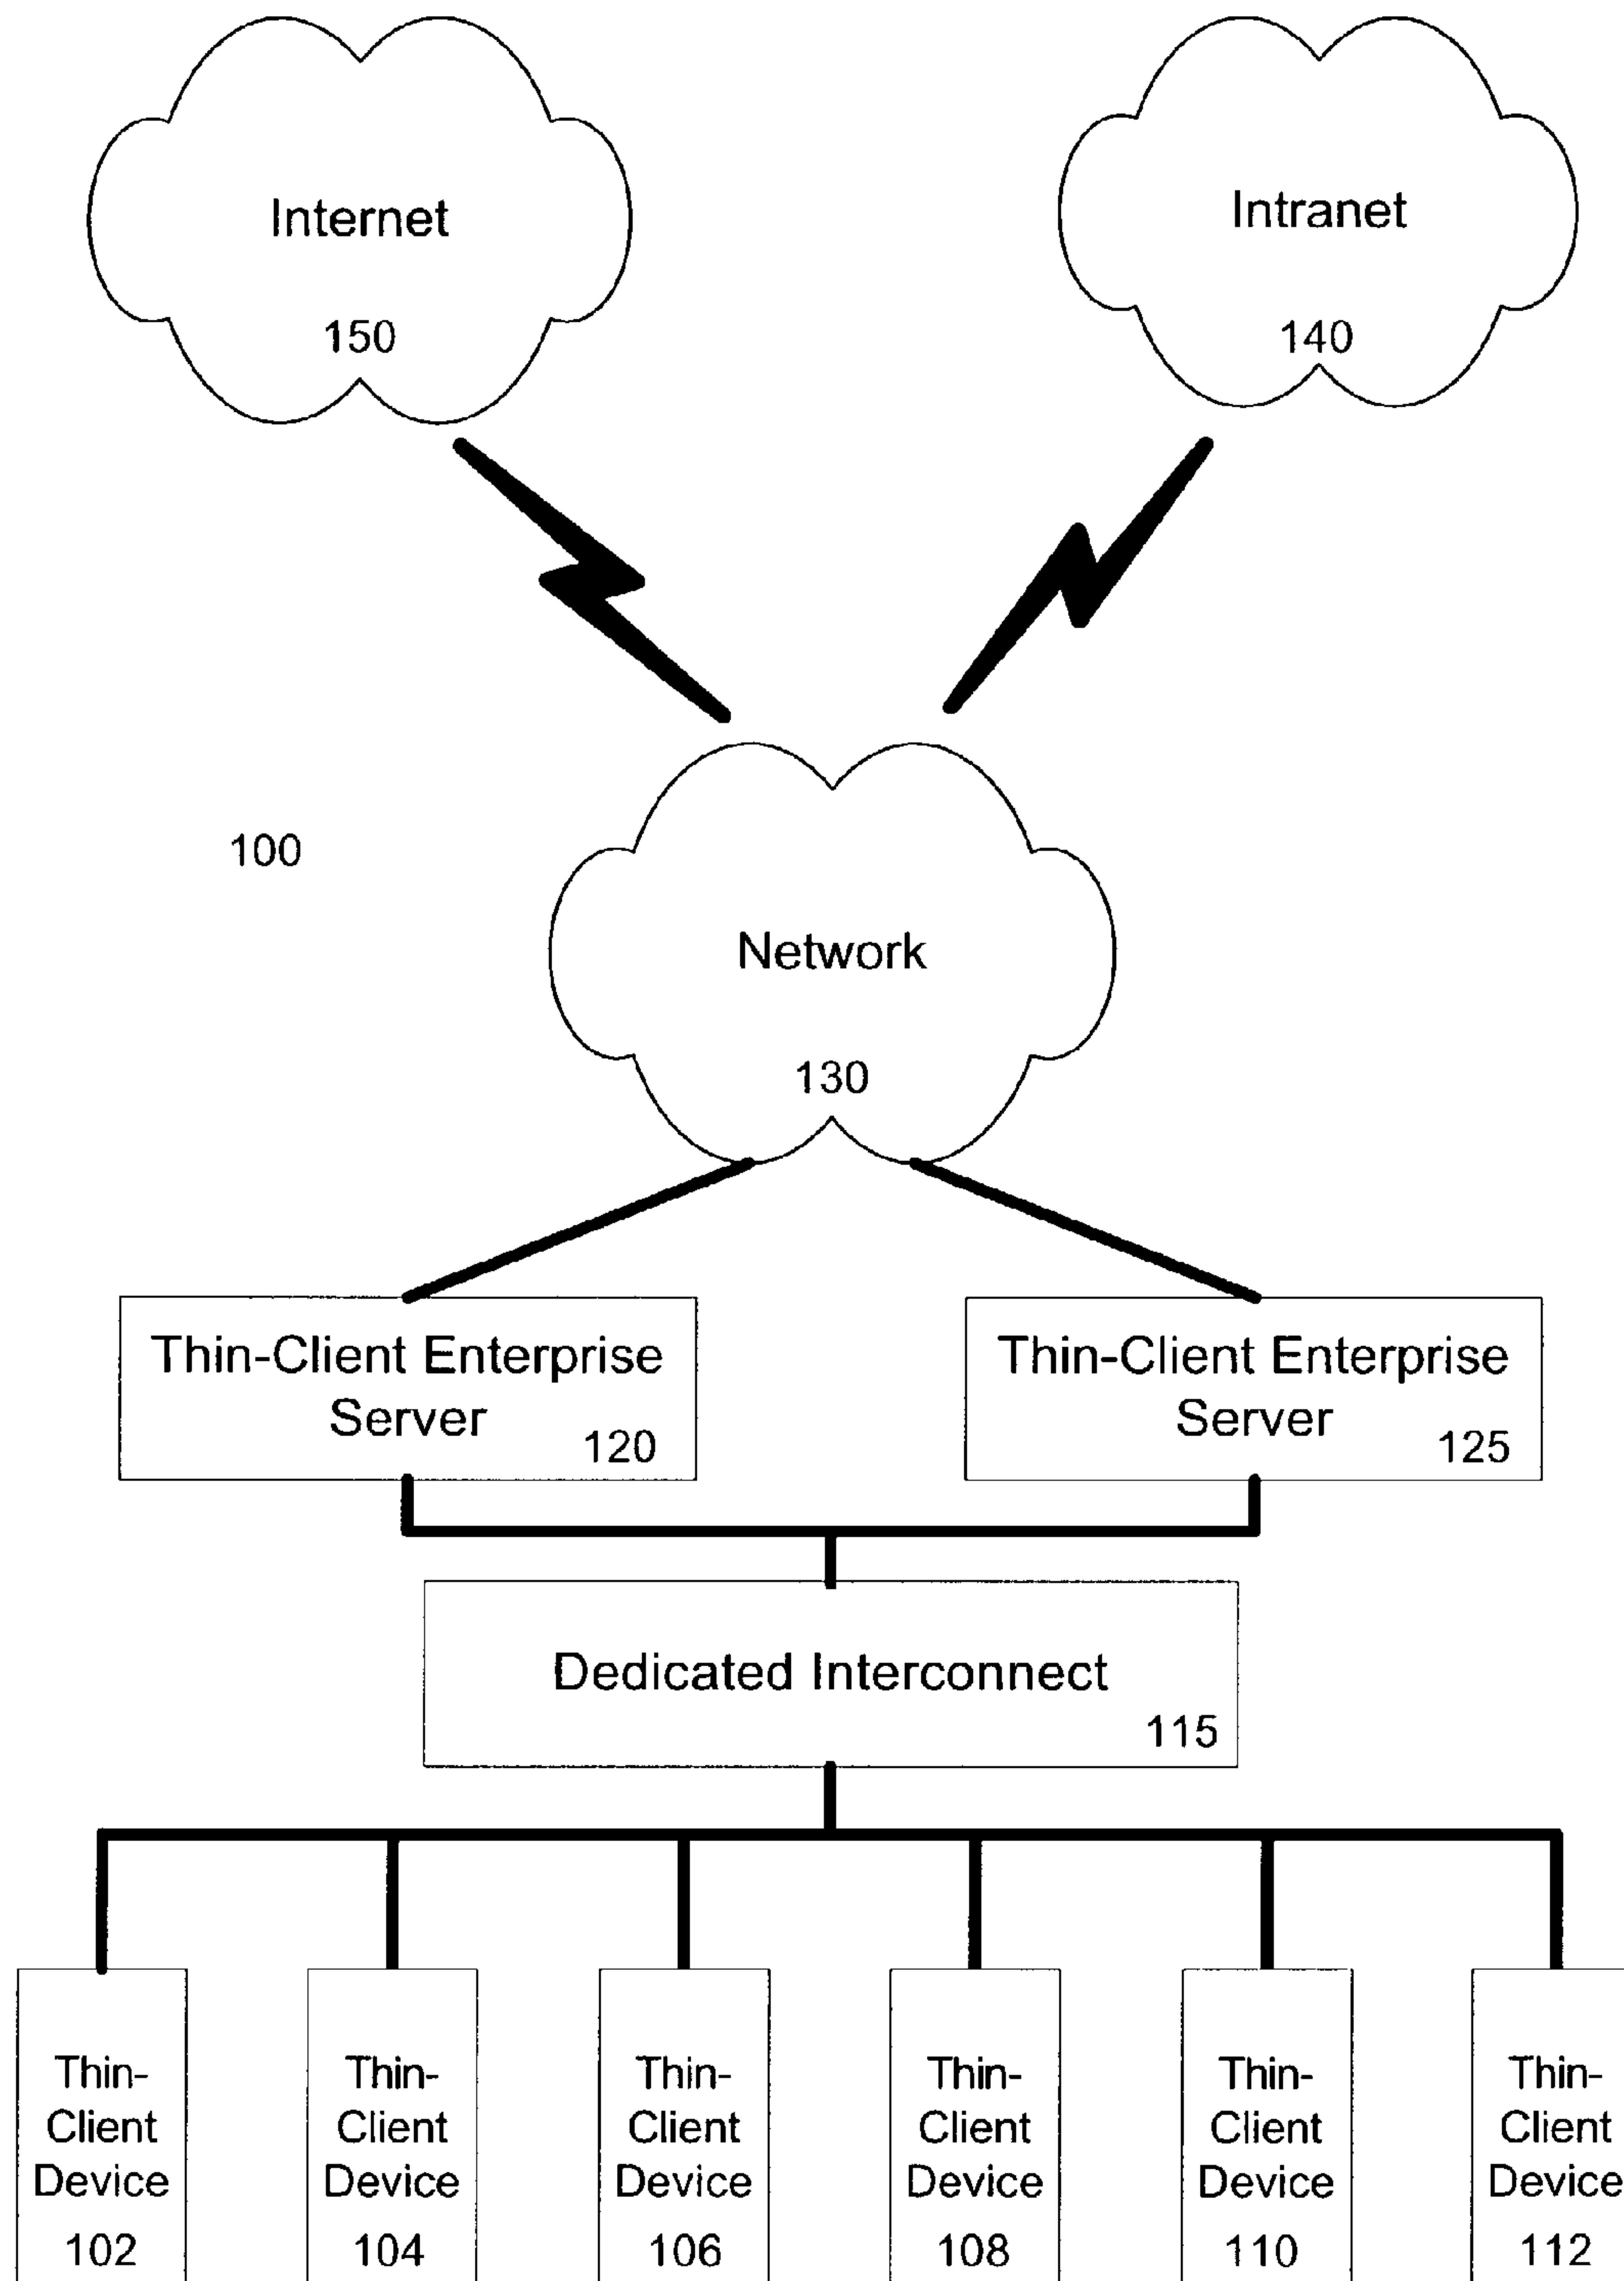 Internet
150
Intranet
140
100
Network
130
Thin-Client Enterprise
Server
120
Thin-Client Enterprise
Server
125
Dedicated Interconnect
115
Thin-
Client
Device
102
Thin-
Client
Device
104
Thin-
Client
Device
106
Thin-
Client
Device
108
Thin-
Client
Device
110
Thin-
Client
Device
112